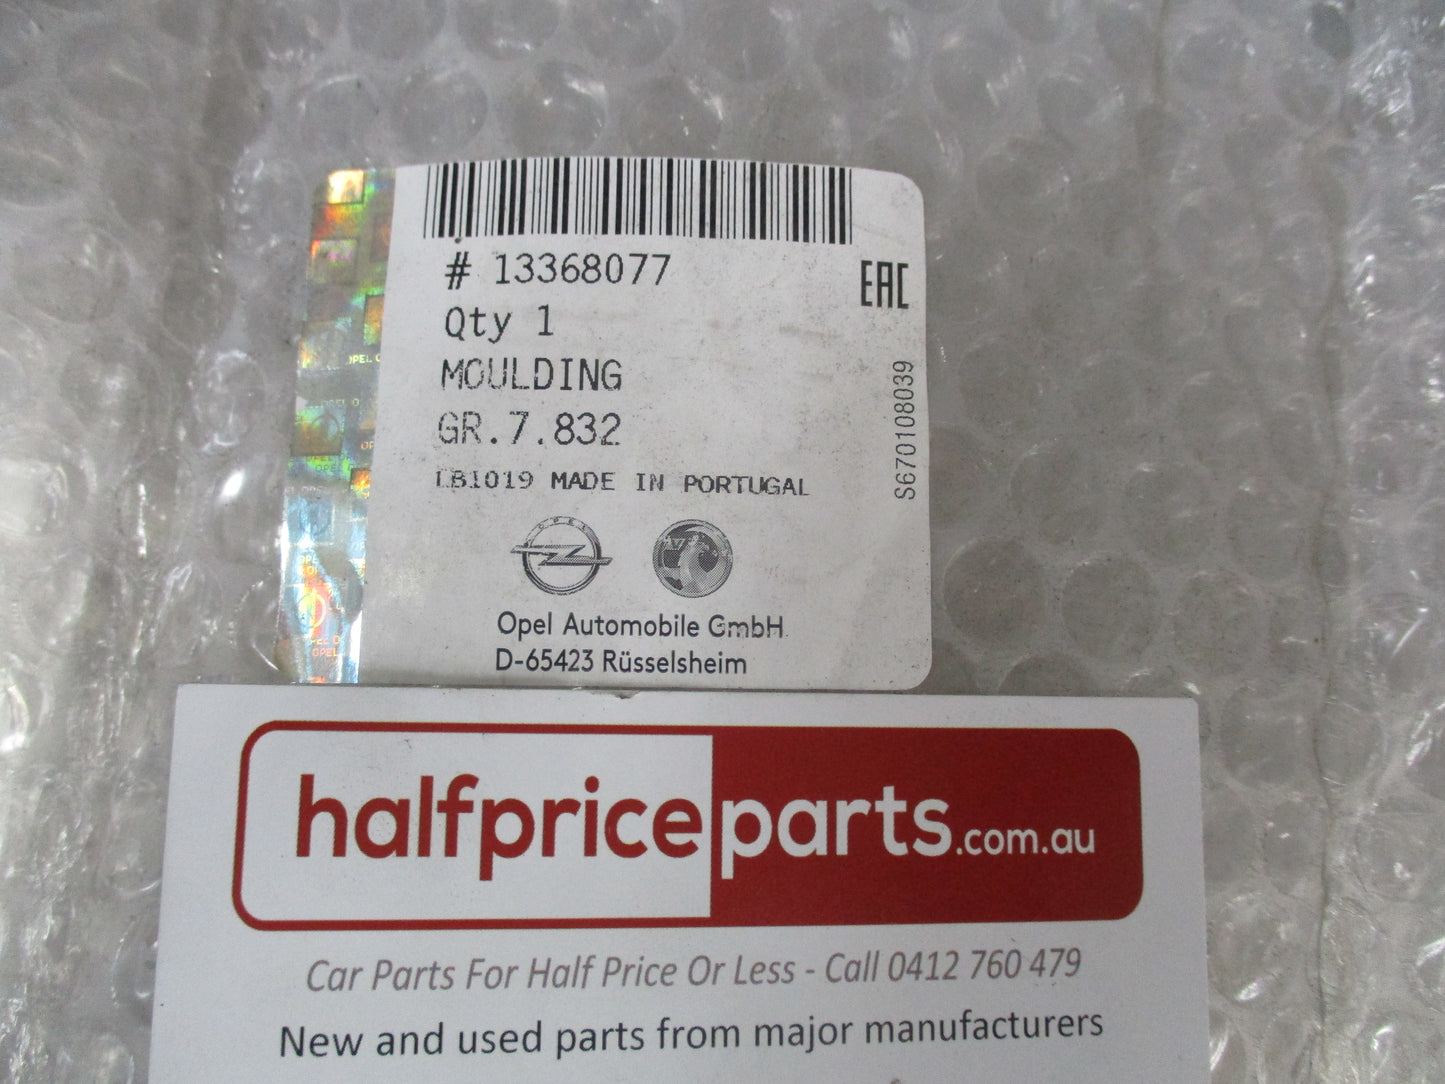 # 13368077
EAC
Qty 1
MOULDING
GR.7.832
LB1019 MADE IN PORTUGAL
S670108039
OPEL
Opel Automobile GmbH
D-65423 Rüsselsheim
halfpriceparts.com.au
Car Parts For Half Price Or Less - Call 0412 760 479
New and used parts from major manufacturers